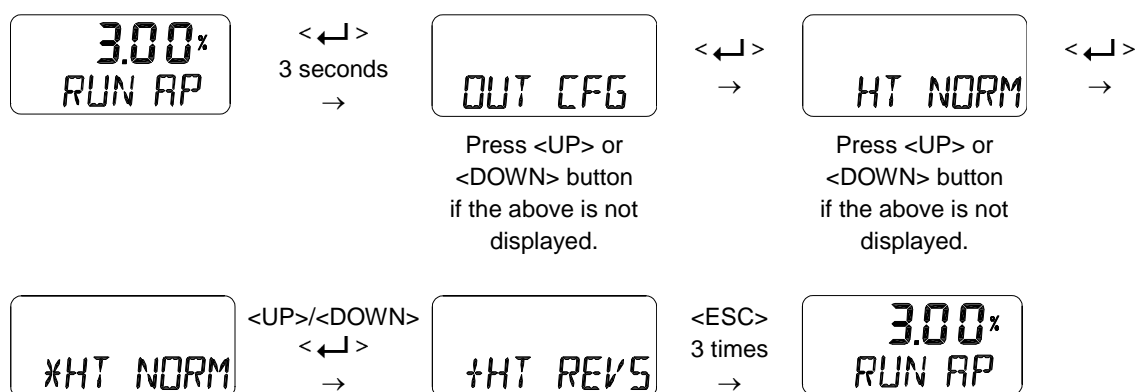 3.00%
RUN AP
< ↵ >
3 seconds
→
OUT CFG
Press <UP> or
<DOWN> button
if the above is not
displayed.
< ↵ >
→
HT NORM
Press <UP> or
<DOWN> button
if the above is not
displayed.
< ↵ >
→
*HT NORM
<UP>/<DOWN>
< ↵ >
→
+HT REVS
<ESC>
3 times
→
3.00%
RUN AP